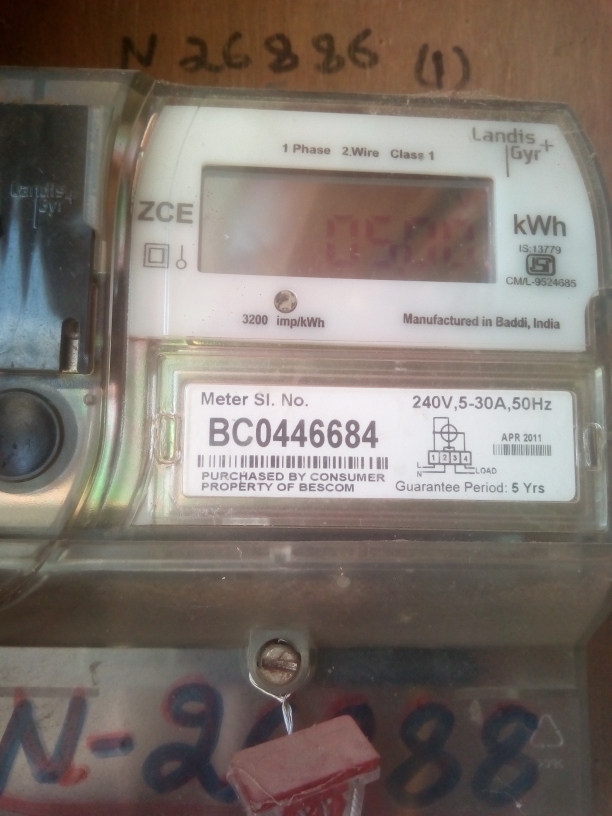 N 26886 (1)
Landis + Gyr
1 Phase 2.Wire Class 1
Landis + Gyr
ZCE
kWh
IS:13779
CM/L-9524685
3200 imp/kWh
Manufactured in Baddi, India
Meter Sl. No.
240V,5-30A,50Hz
BC0446684
APR 2011
1 2 3 4
L
N
LOAD
PURCHASED BY CONSUMER
PROPERTY OF BESCOM
Guarantee Period: 5 Yrs